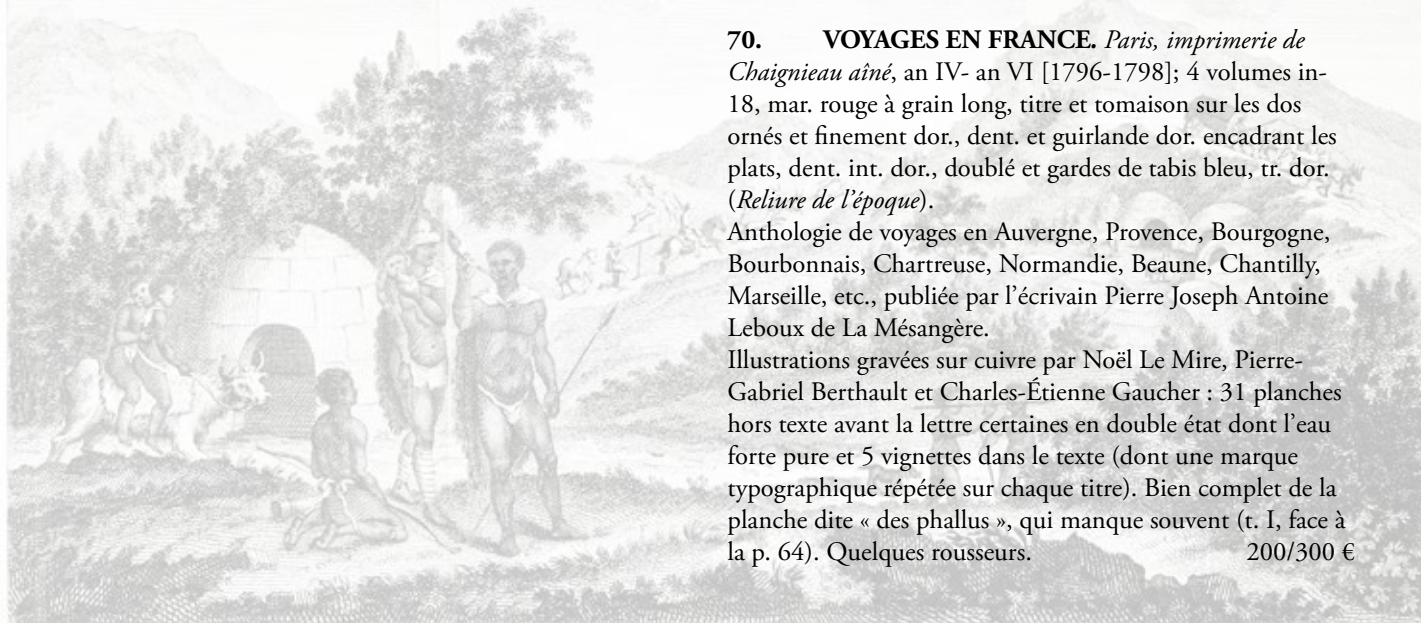 70. VOYAGES EN FRANCE. Paris, imprimerie de
Chaignieau aîné, an IV- an VI [1796-1798]; 4 volumes in-
18, mar. rouge à grain long, titre et tomaison sur les dos
ornés et finement dor., dent. et guirlande dor. encadrant les
plats, dent. int. dor., doublé et gardes de tabis bleu, tr. dor.
(Reliure de l’époque).
Anthologie de voyages en Auvergne, Provence, Bourgogne,
Bourbonnais, Chartreuse, Normandie, Beaune, Chantilly,
Marseille, etc., publiée par l’écrivain Pierre Joseph Antoine
Leboux de La Mésangère.
Illustrations gravées sur cuivre par Noël Le Mire, Pierre-
Gabriel Berthault et Charles-Étienne Gaucher : 31 planches
hors texte avant la lettre certaines en double état dont l’eau
forte pure et 5 vignettes dans le texte (dont une marque
typographique répétée sur chaque titre). Bien complet de la
planche dite « des phallus », qui manque souvent (t. I, face à
la p. 64). Quelques rousseurs. 200/300 €